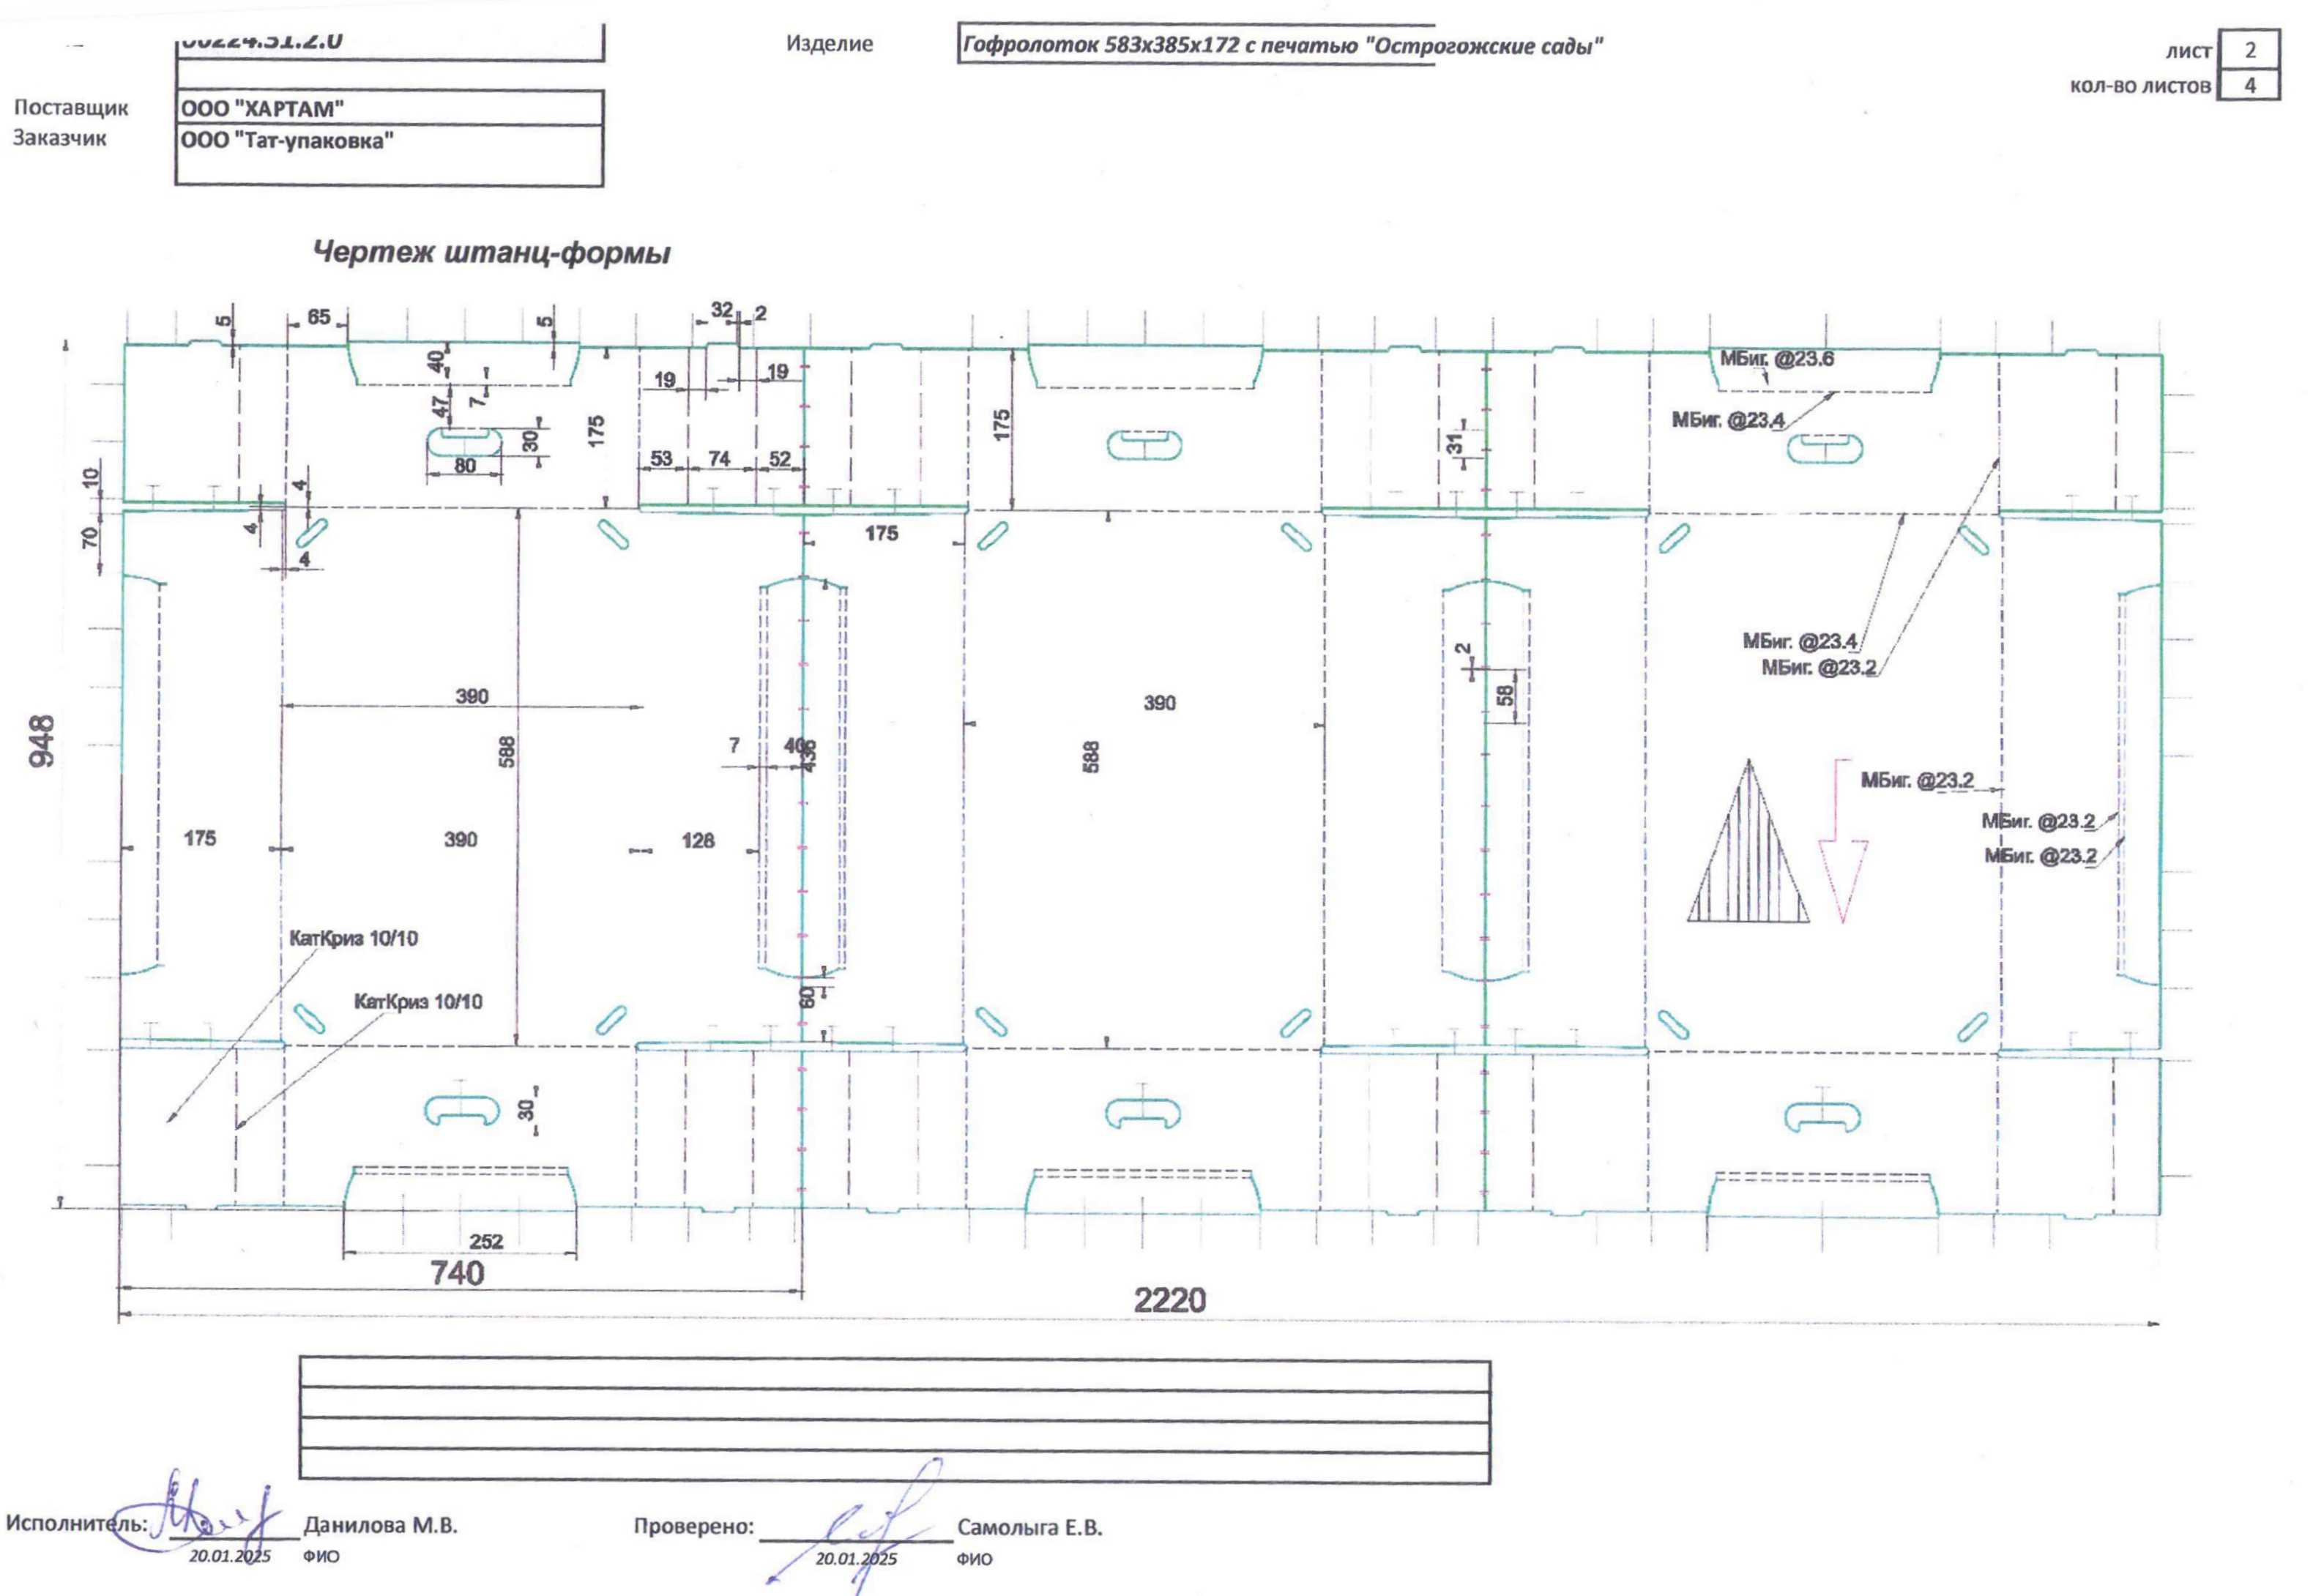 Изделие
Гофролоток 583х385х172 с печатью "Острогожские сады"
лист 2
кол-во листов 4
Поставщик ООО "ХАРТАМ"
Заказчик ООО "Тат-упаковка"
Чертеж штанц-формы
5
65
5
32
2
40
47
7
19
19
МБиг. @23.6
МБиг. @23.4
175
175
30
80
53
74
52
31
10
70
4
4
4
175
МБиг. @23.4
МБиг. @23.2
2
58
390
390
948
588
588
7
40
436
МБиг. @23.2
МБиг. @23.2
МБиг. @23.2
175
390
128
КатКриз 10/10
КатКриз 10/10
60
30
252
740
2220
Исполнитель: Данилова М.В.
20.01.2025 ФИО
Проверено: Самолыга Е.В.
20.01.2025 ФИО